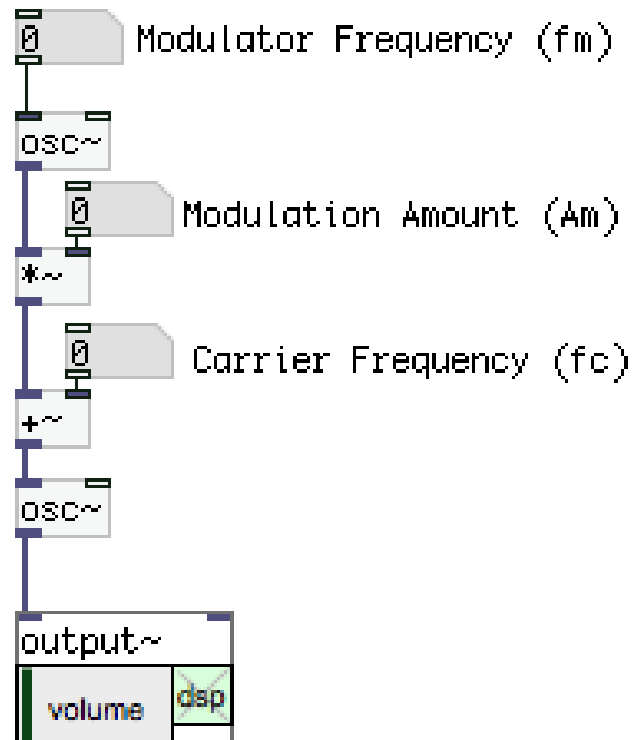 0 Modulator Frequency (fm)
osc~
0 Modulation Amount (Am)
*~
0 Carrier Frequency (fc)
+~
osc~
output~
volume dsp